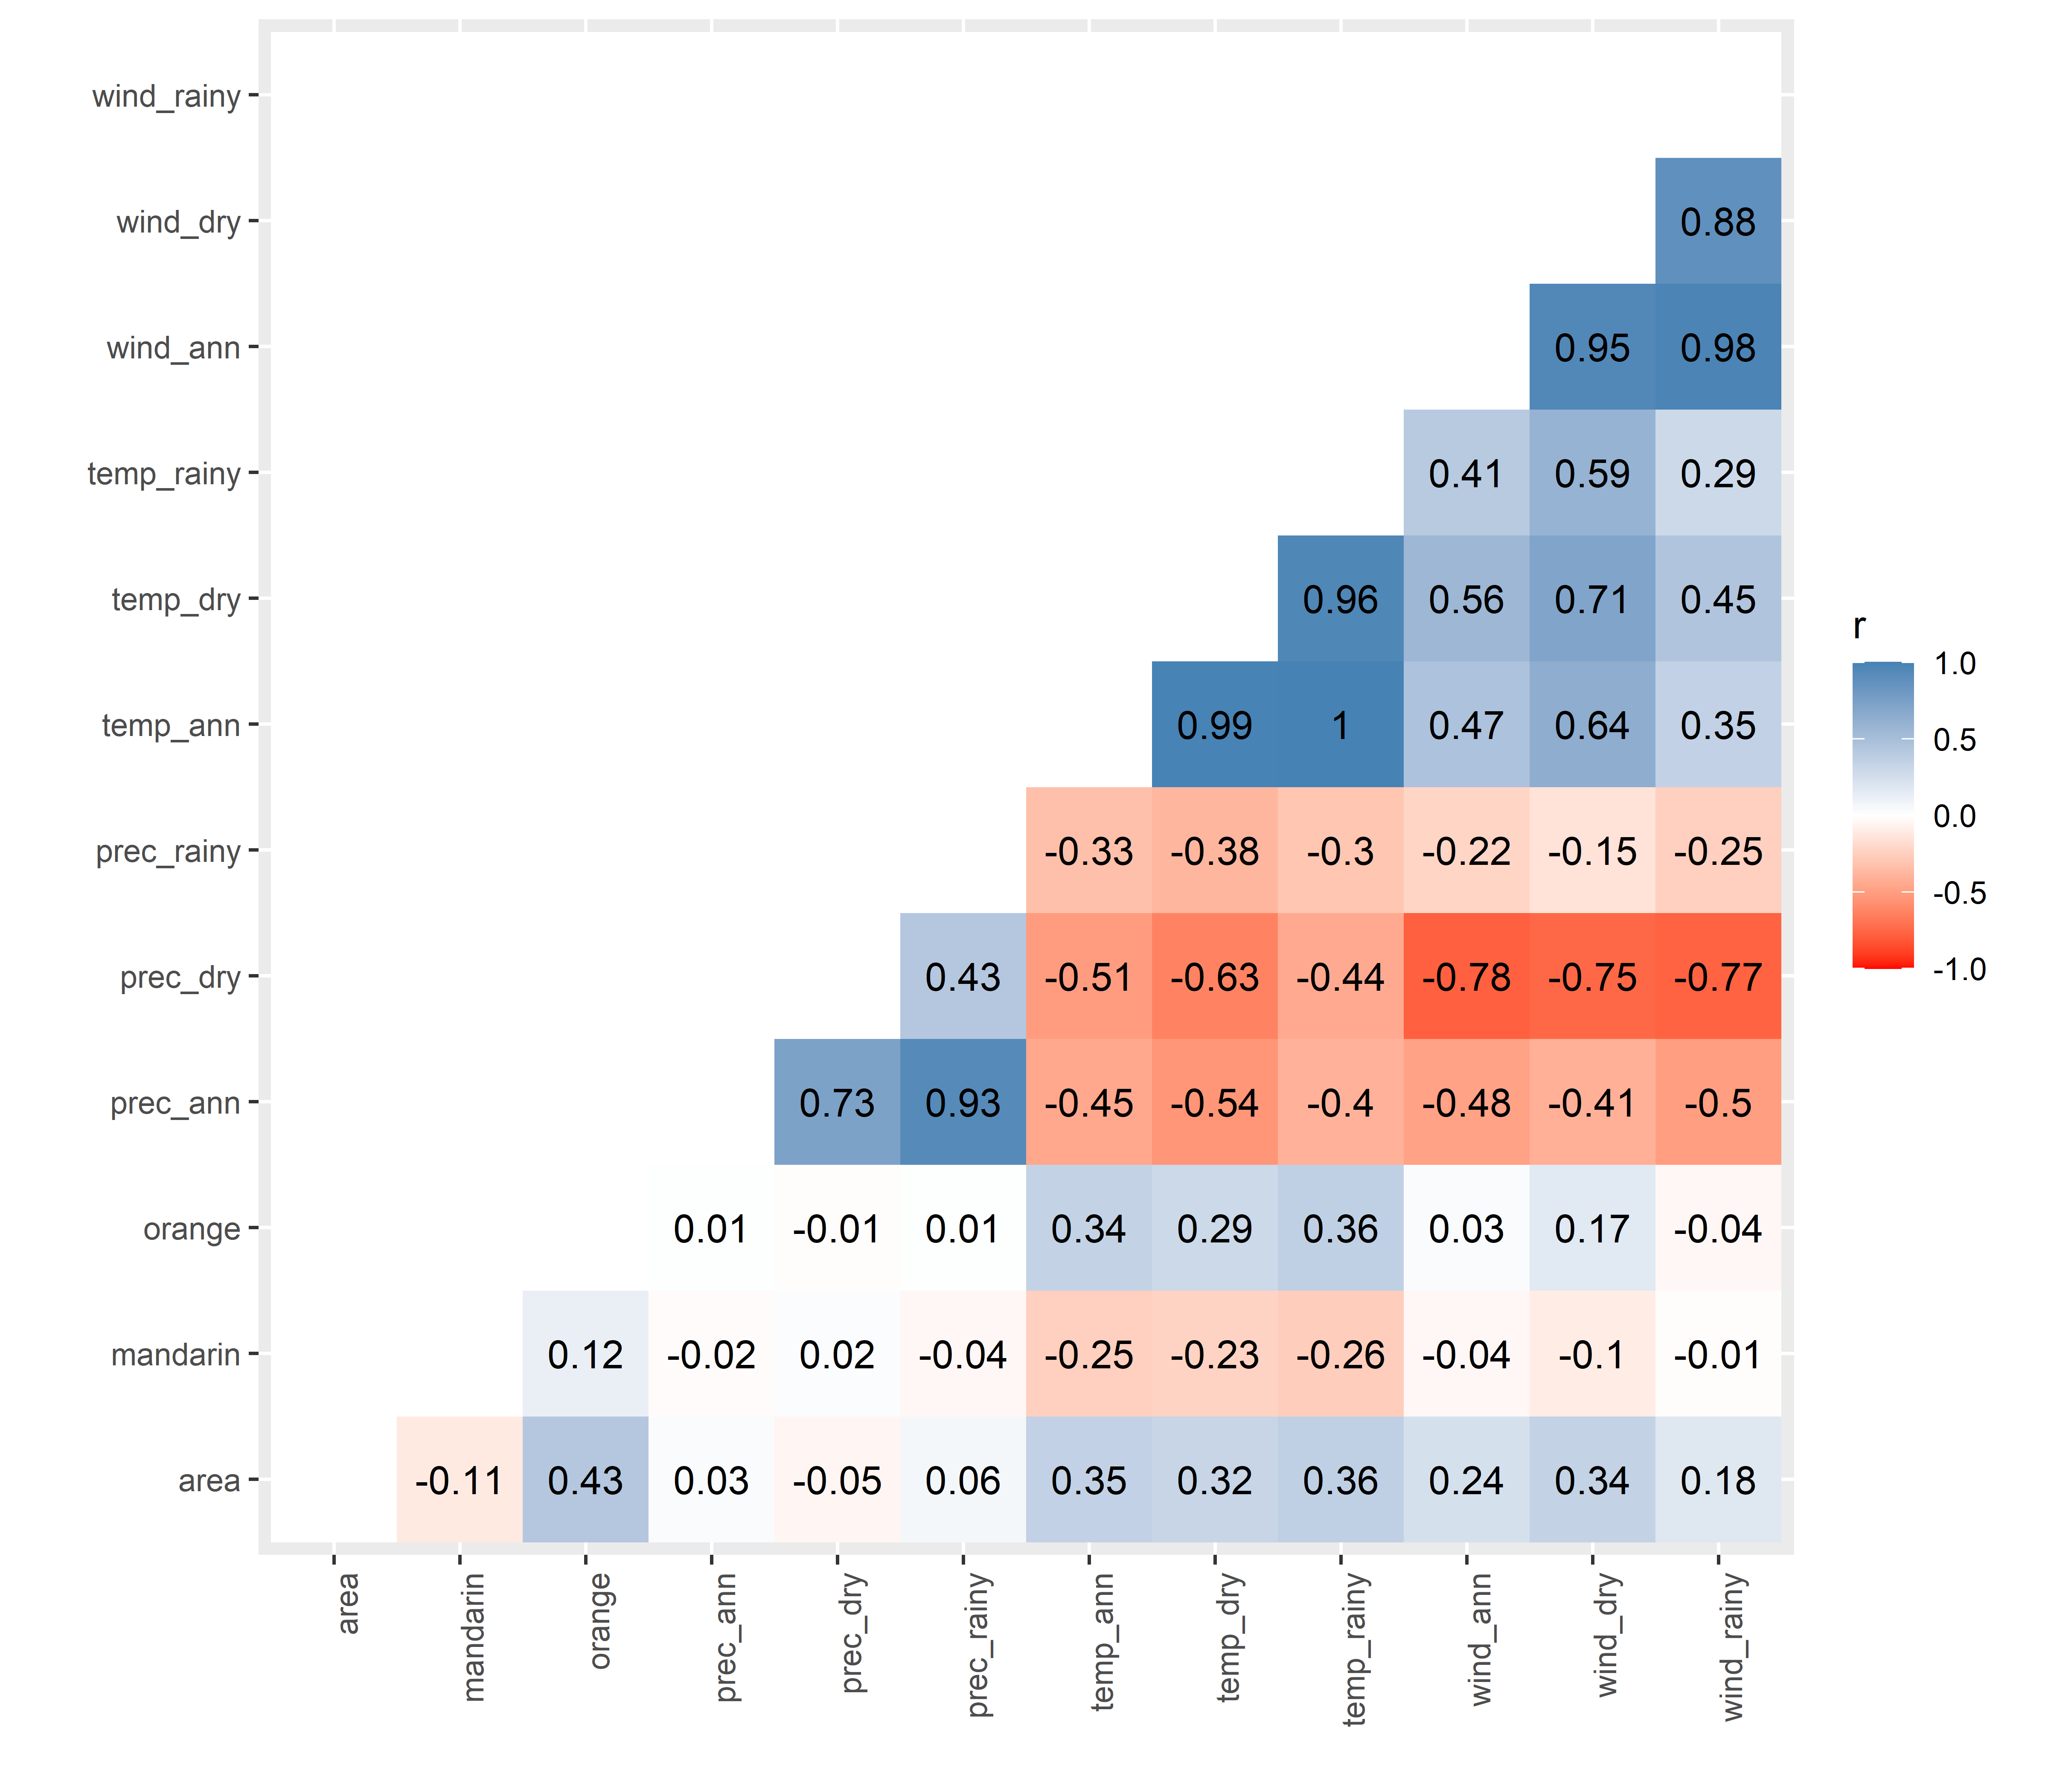 wind_rainy
wind_dry 0.88
wind_ann 0.95 0.98
temp_rainy 0.41 0.59 0.29
temp_dry 0.96 0.56 0.71 0.45
temp_ann 0.99 1 0.47 0.64 0.35
prec_rainy -0.33 -0.38 -0.3 -0.22 -0.15 -0.25
prec_dry 0.43 -0.51 -0.63 -0.44 -0.78 -0.75 -0.77
prec_ann 0.73 0.93 -0.45 -0.54 -0.4 -0.48 -0.41 -0.5
orange 0.01 -0.01 0.01 0.34 0.29 0.36 0.03 0.17 -0.04
mandarin 0.12 -0.02 0.02 -0.04 -0.25 -0.23 -0.26 -0.04 -0.1 -0.01
area -0.11 0.43 0.03 -0.05 0.06 0.35 0.32 0.36 0.24 0.34 0.18
area mandarin orange prec_ann prec_dry prec_rainy temp_ann temp_dry temp_rainy wind_ann wind_dry wind_rainy
r
1.0
0.5
0.0
-0.5
-1.0